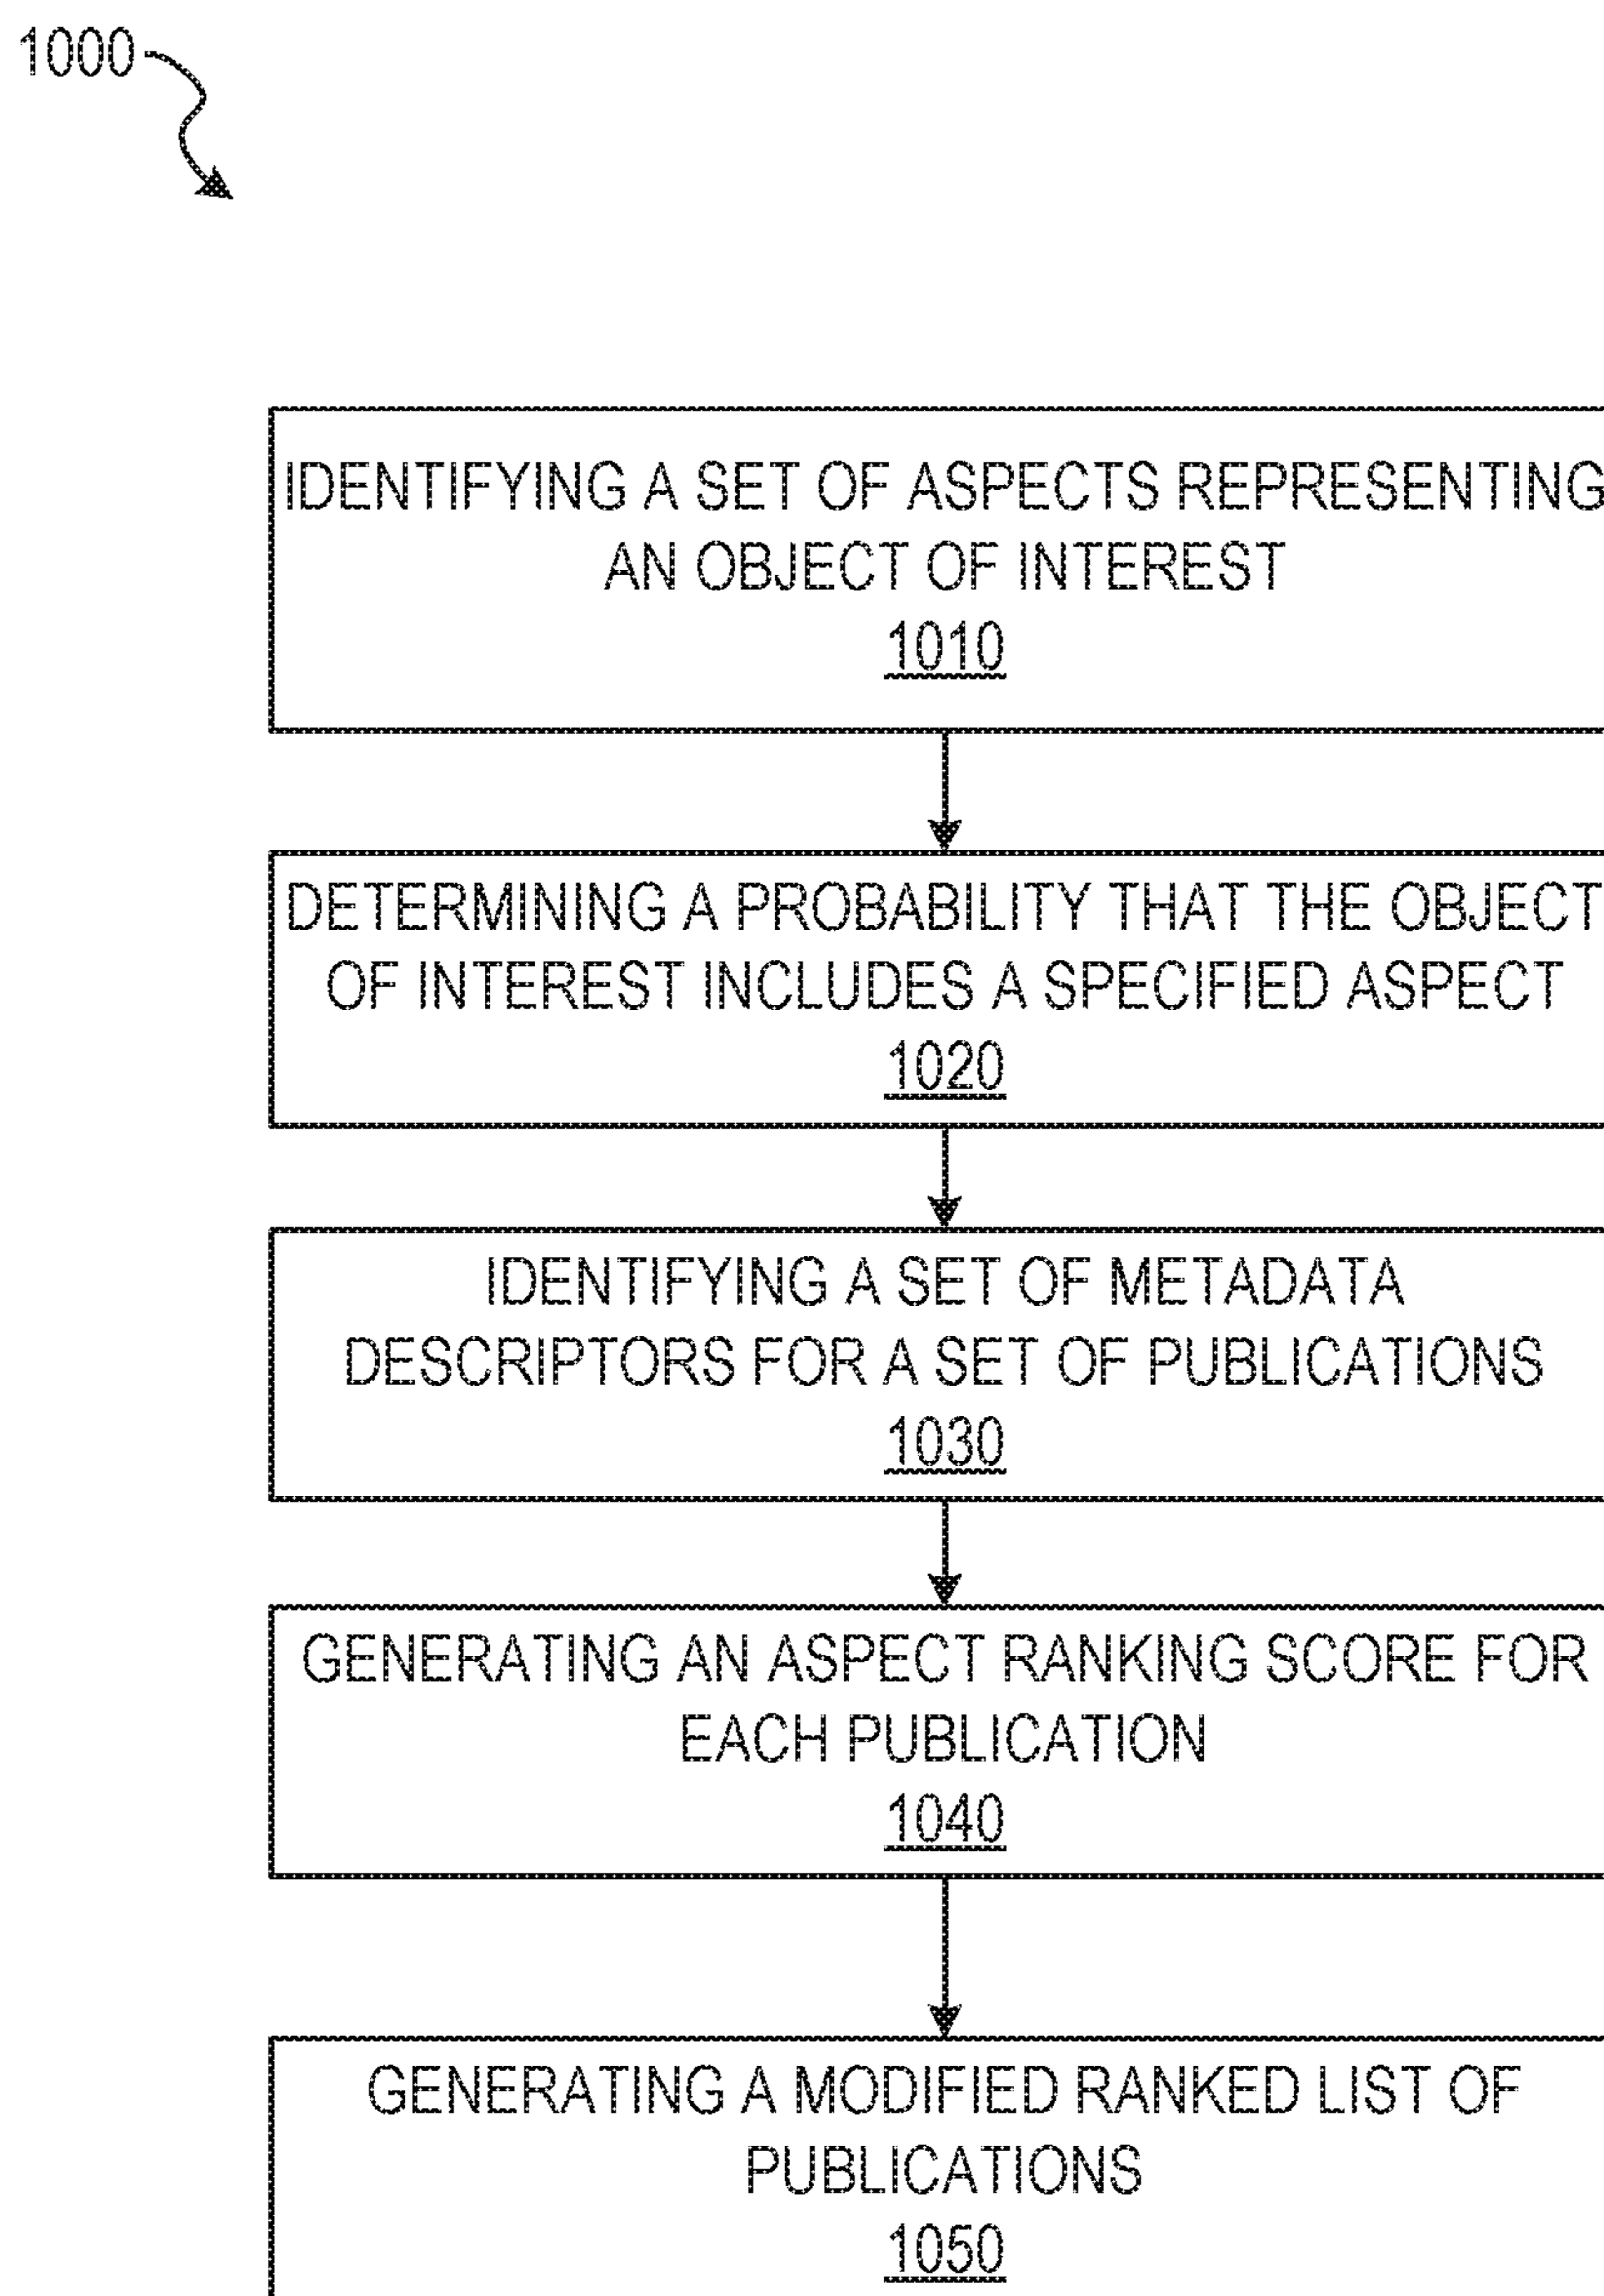 1000
IDENTIFYING A SET OF ASPECTS REPRESENTING
AN OBJECT OF INTEREST
1010
DETERMINING A PROBABILITY THAT THE OBJECT
OF INTEREST INCLUDES A SPECIFIED ASPECT
1020
IDENTIFYING A SET OF METADATA
DESCRIPTORS FOR A SET OF PUBLICATIONS
1030
GENERATING AN ASPECT RANKING SCORE FOR
EACH PUBLICATION
1040
GENERATING A MODIFIED RANKED LIST OF
PUBLICATIONS
1050